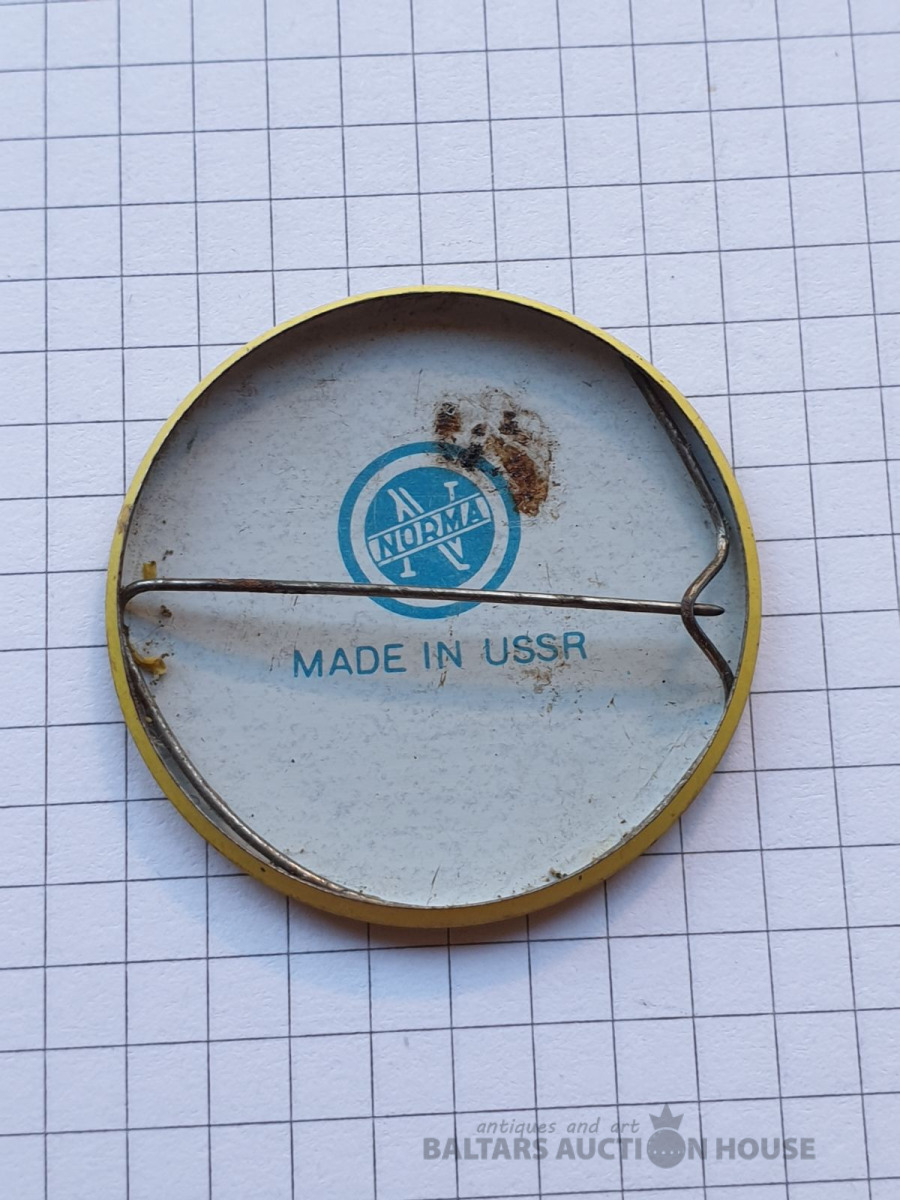 N
NORMA
MADE IN USSR
antiques and art
BALTARS AUCTION HOUSE